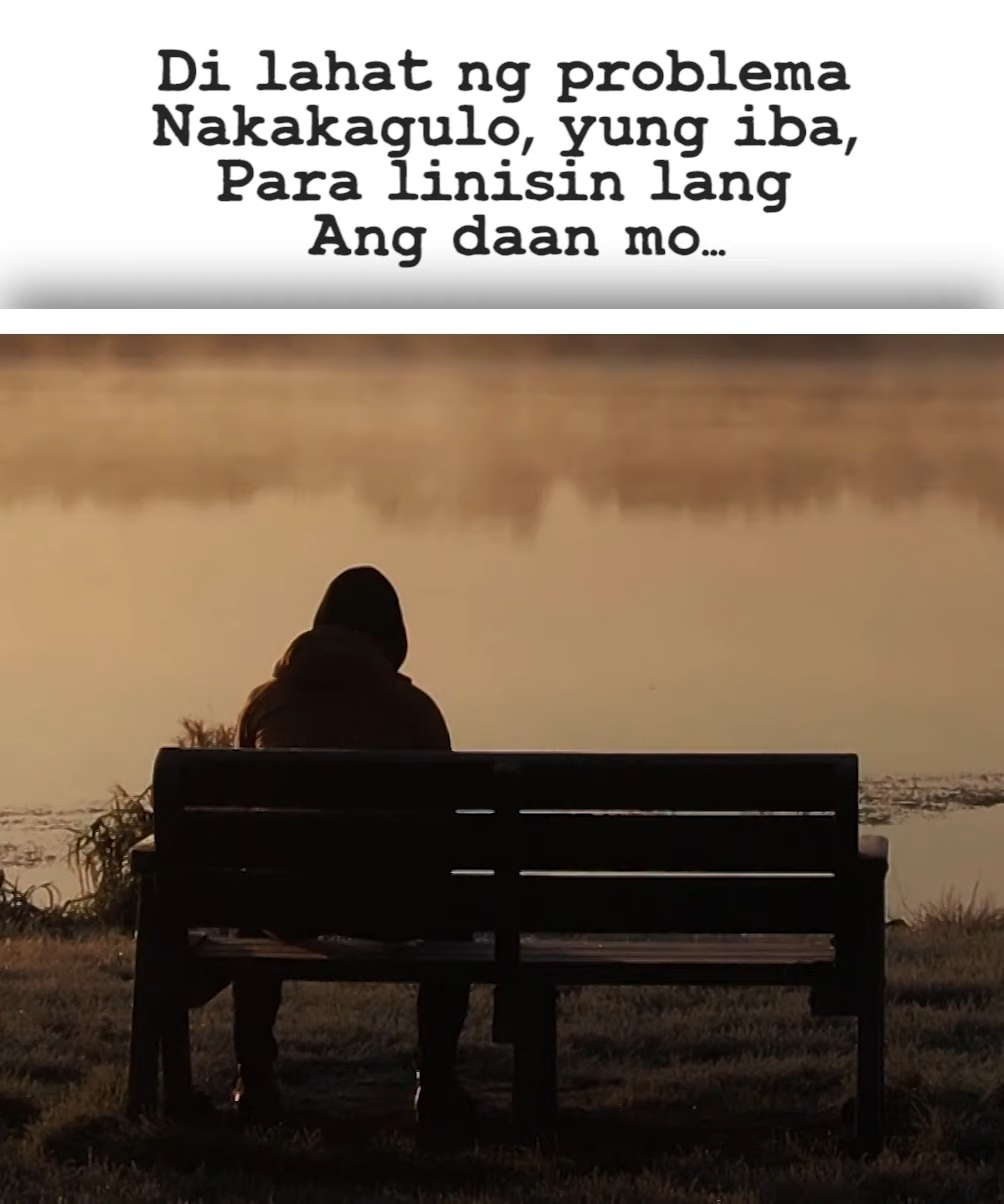 Di lahat ng problema
Nakakagulo, yung iba,
Para linisin lang
Ang daan mo…